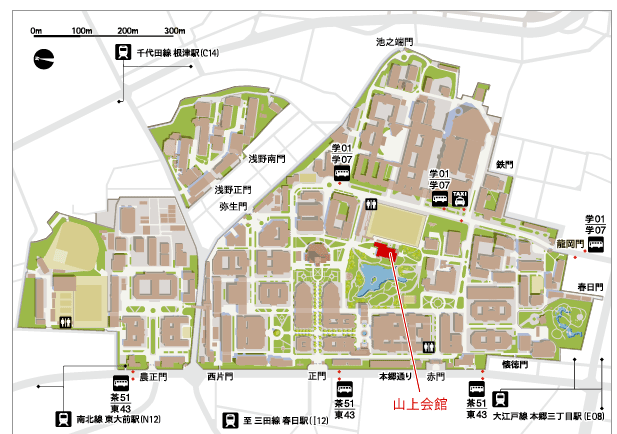 0m 100m 200m 300m
千代田線 根津駅(C14)
池之端門
浅野南門
学01
学07
学01
学07
TAXI
鉄門
浅野正門
弥生門
学01
学07
龍岡門
春日門
懐徳門
農正門
西片門
正門
本郷通り
赤門
茶51
東43
茶51
東43
茶51
東43
山上会館
南北線 東大前駅(N12)
至 三田線 春日駅(I12)
大江戸線 本郷三丁目駅(E08)